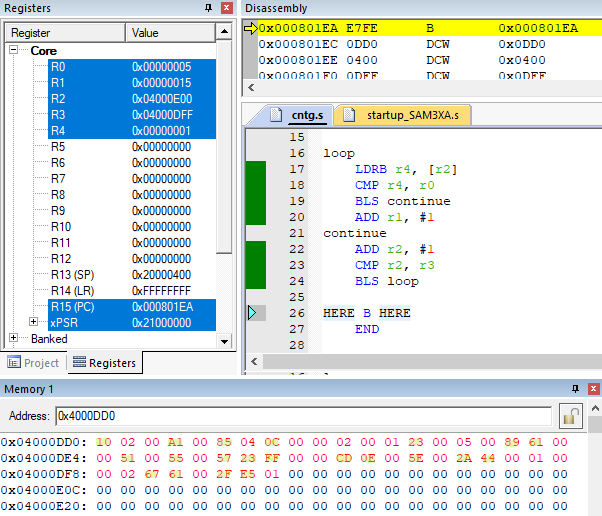 Registers
Register Value
Core
R0 0x00000005
R1 0x00000015
R2 0x04000E00
R3 0x04000DFF
R4 0x00000001
R5 0x00000000
R6 0x00000000
R7 0x00000000
R8 0x00000000
R9 0x00000000
R10 0x00000000
R11 0x00000000
R12 0x00000000
R13 (SP) 0x20000400
R14 (LR) 0xFFFFFFFF
R15 (PC) 0x000801EA
xPSR 0x21000000
Banked
Project Registers
Disassembly
0x000801EA E7FE B 0x000801EA
0x000801EC 0DD0 DCW 0x0DD0
0x000801EE 0400 DCW 0x0400
0x000801F0 0DFF DCW 0x0DFF
cntg.s startup_SAM3XA.s
15
16 loop
17 LDRB r4, [r2]
18 CMP r4, r0
19 BLS continue
20 ADD r1, #1
21 continue
22 ADD r2, #1
23 CMP r2, r3
24 BLS loop
25
26 HERE B HERE
27 END
28
Memory 1
Address: 0x4000DD0
0x04000DD0: 10 02 00 A1 00 85 04 0C 00 00 02 00 01 23 00 05 00 89 61 00
0x04000DE4: 00 51 00 55 00 57 23 FF 00 00 CD 0E 00 5E 00 2A 44 00 01 00
0x04000DF8: 00 02 67 61 00 2F E5 01 00 00 00 00 00 00 00 00 00 00 00 00
0x04000E0C: 00 00 00 00 00 00 00 00 00 00 00 00 00 00 00 00 00 00 00 00
0x04000E20: 00 00 00 00 00 00 00 00 00 00 00 00 00 00 00 00 00 00 00 00